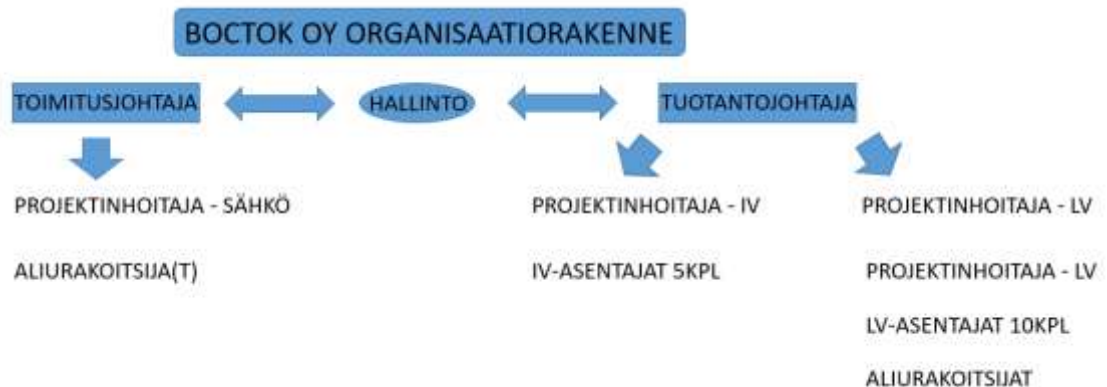 BOCTOK OY ORGANISAATIORAKENNE
TOIMITUSJOHTAJA
HALLINTO
TUOTANTOJOHTAJA
PROJEKTINHOITAJA - SÄHKÖ
PROJEKTINHOITAJA - IV
PROJEKTINHOITAJA - LV
ALIURAKOITSIJA(T)
IV-ASENTAJAT 5KPL
PROJEKTINHOITAJA - LV
LV-ASENTAJAT 10KPL
ALIURAKOITSIJAT